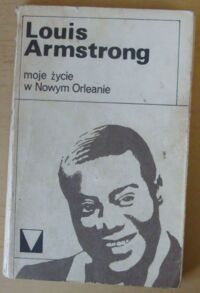 Louis
Armstrong
moje życie
w Nowym Orleanie